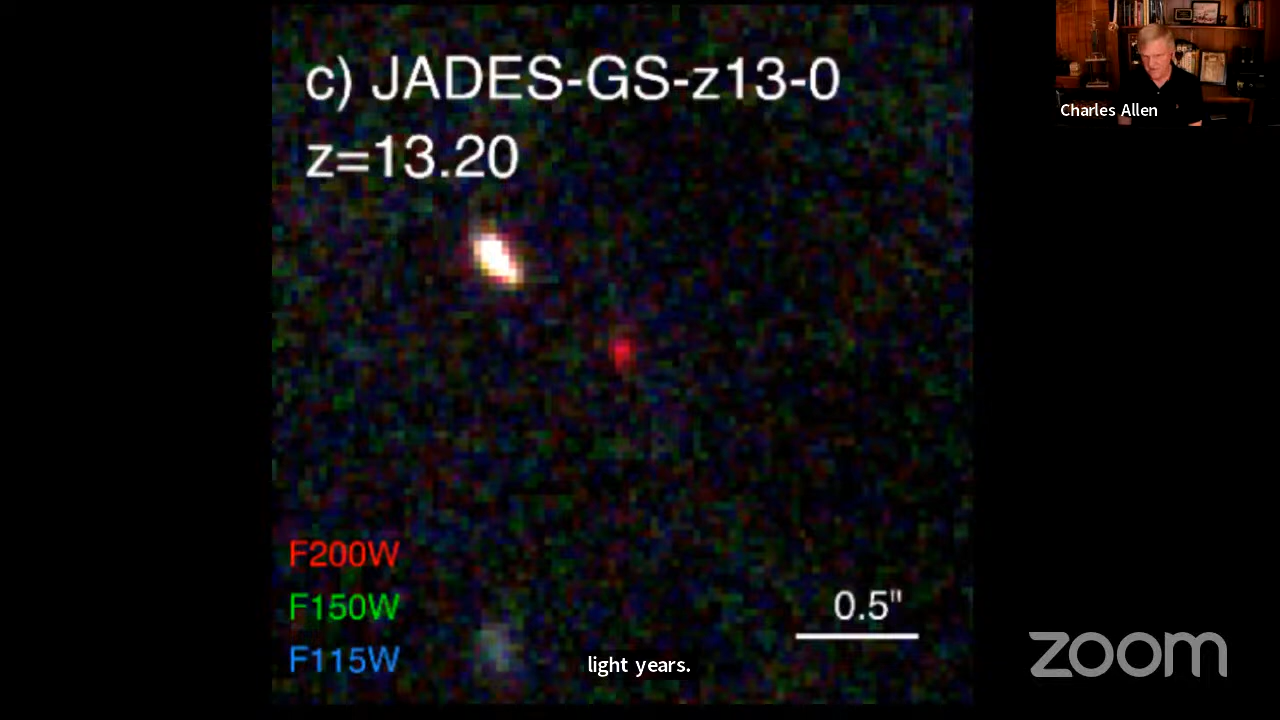 c) JADES-GS-z13-0
z=13.20
Charles Allen
F200W
F150W
F115W
0.5"
light years.
zoom